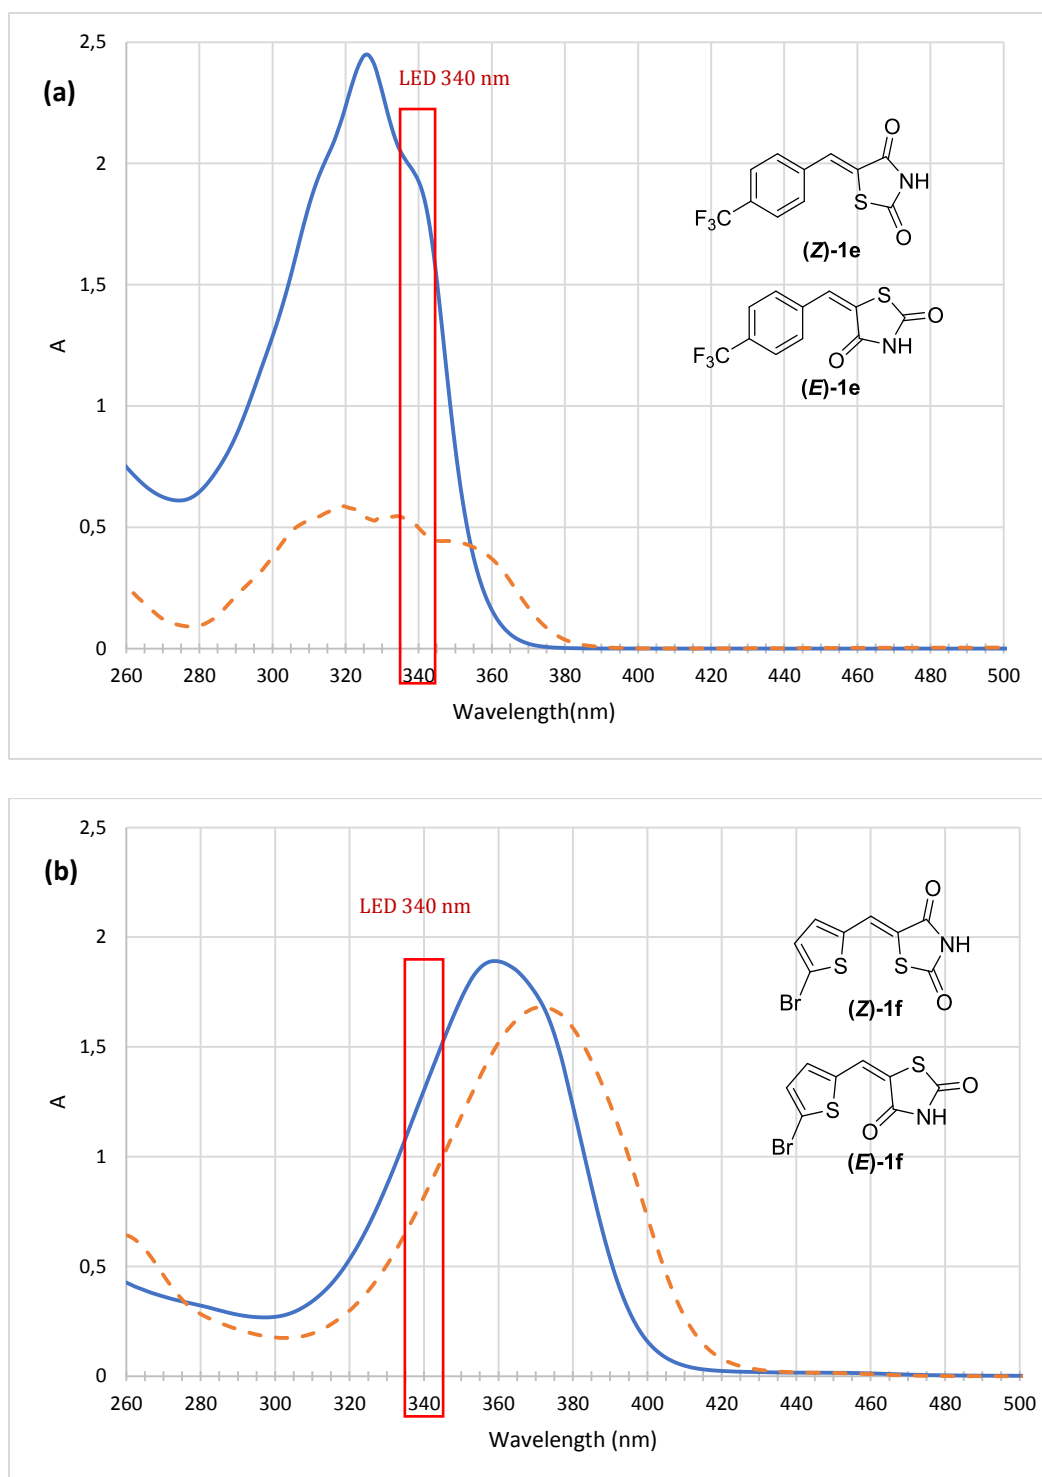 (a)
LED 340 nm
2,5
2
1,5
1
0,5
0
A
260 280 300 320 340 360 380 400 420 440 460 480 500
Wavelength(nm)
O
NH
S
O
F3C
(Z)-1e
S
O
NH
O
F3C
(E)-1e
(b)
LED 340 nm
2,5
2
1,5
1
0,5
0
A
260 280 300 320 340 360 380 400 420 440 460 480 500
Wavelength (nm)
O
NH
S
S
O
Br
(Z)-1f
S
O
S
NH
O
Br
(E)-1f